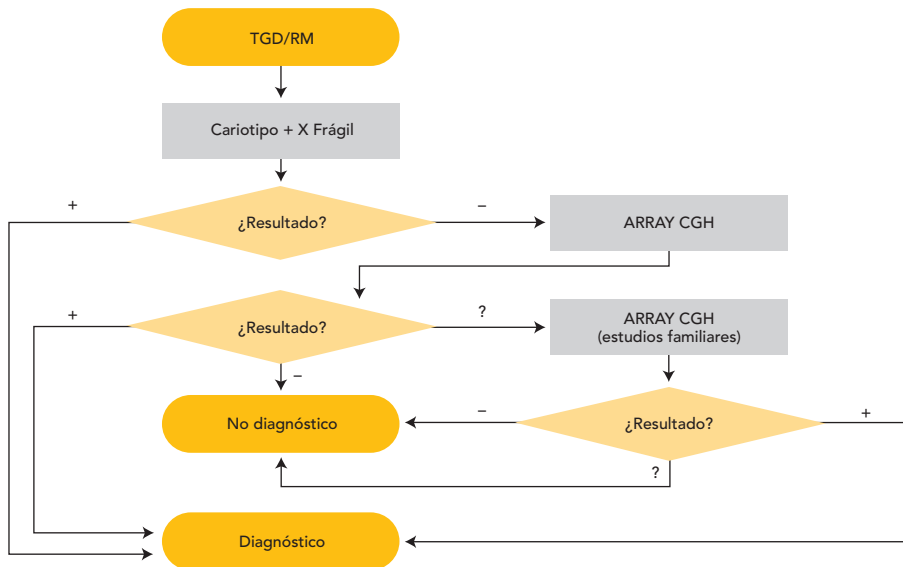 TGD/RM
Cariotipo + X Frágil
+
¿Resultado?
–
ARRAY CGH
+
¿Resultado?
?
ARRAY CGH
(estudios familiares)
–
No diagnóstico
–
¿Resultado?
+
?
Diagnóstico